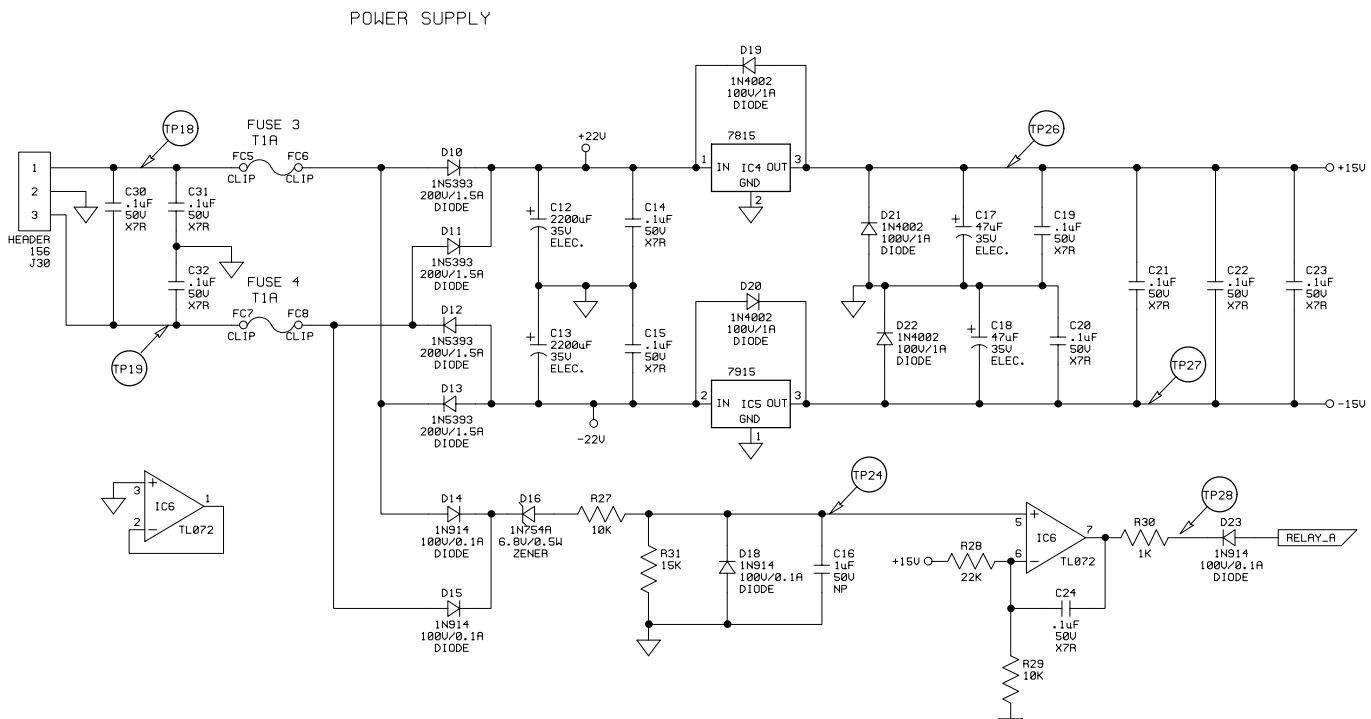 POWER SUPPLY
TP18
FUSE 3
T1A
FC5
CLIP
FC6
CLIP
1
2
3
HEADER
156
J30
C30
.1uF
50V
X7R
C31
.1uF
50V
X7R
C32
.1uF
50V
X7R
FUSE 4
T1A
FC7
CLIP
FC8
CLIP
TP19
D10
1N5393
200V/1.5A
DIODE
D11
1N5393
200V/1.5A
DIODE
D12
1N5393
200V/1.5A
DIODE
D13
1N5393
200V/1.5A
DIODE
+22V
C12
2200uF
35V
ELEC.
C14
.1uF
50V
X7R
C13
2200uF
35V
ELEC.
C15
.1uF
50V
X7R
-22V
D19
1N4002
100V/1A
DIODE
7815
1
IN IC4 OUT
3
GND
2
D20
1N4002
100V/1A
DIODE
7915
2
IN IC5 OUT
3
GND
1
TP26
D21
1N4002
100V/1A
DIODE
C17
47uF
35V
ELEC.
C19
.1uF
50V
X7R
D22
1N4002
100V/1A
DIODE
C18
47uF
35V
ELEC.
C20
.1uF
50V
X7R
C21
.1uF
50V
X7R
C22
.1uF
50V
X7R
C23
.1uF
50V
X7R
+15V
TP27
-15V
3
+
IC6
1
2
-
TL072
D14
1N914
100V/0.1A
DIODE
D15
1N914
100V/0.1A
DIODE
D16
1N754A
6.8V/0.5W
ZENER
R27
10K
R31
15K
D18
1N914
100V/0.1A
DIODE
C16
1uF
50V
NP
TP24
+15V
R28
22K
5
+
IC6
7
6
-
TL072
C24
.1uF
50V
X7R
R29
10K
R30
1K
TP28
D23
1N914
100V/0.1A
DIODE
RELAY_A